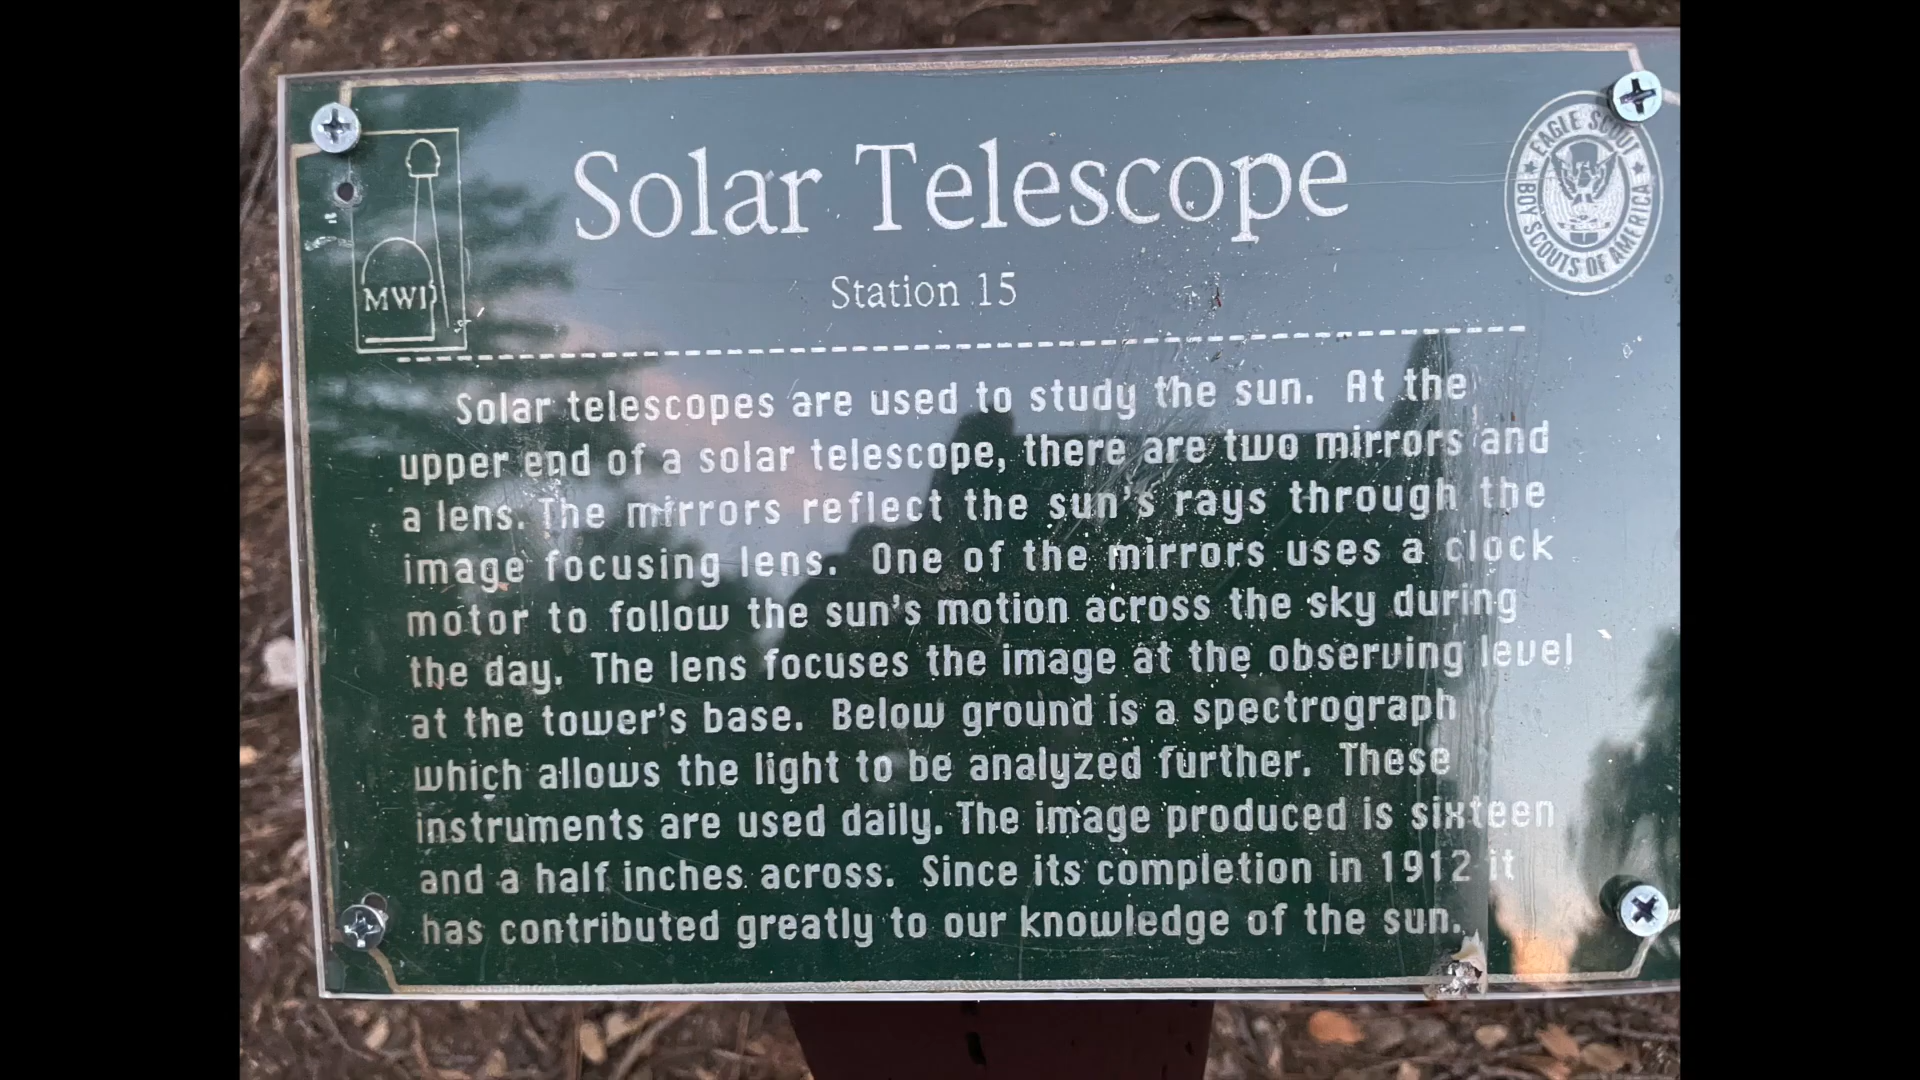 Solar Telescope
Station 15
MWI
EAGLE SCOUT
BOY SCOUTS OF AMERICA
Solar telescopes are used to study the sun. At the
upper end of a solar telescope, there are two mirrors and
a lens. The mirrors reflect the sun's rays through the
image focusing lens. One of the mirrors uses a clock
motor to follow the sun's motion across the sky during
the day. The lens focuses the image at the observing level
at the tower's base. Below ground is a spectrograph
which allows the light to be analyzed further. These
instruments are used daily. The image produced is sixteen
and a half inches across. Since its completion in 1912 it
has contributed greatly to our knowledge of the sun.